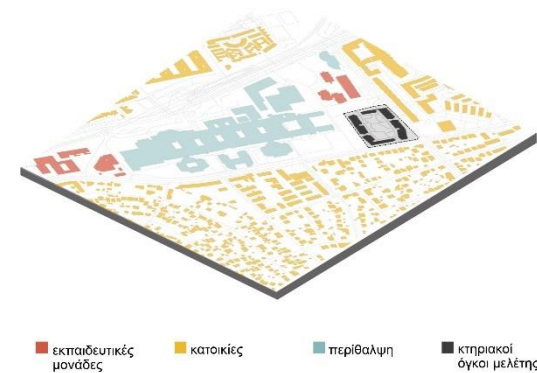 εκπαιδευτικές
μονάδες
κατοικίες
περίθαλψη
κτηριακοί
όγκοι μελέτης